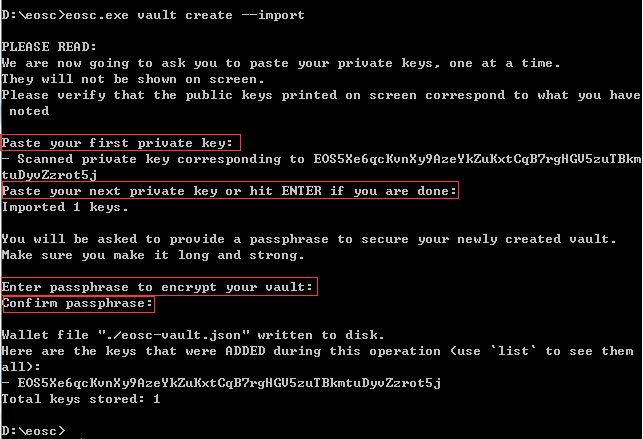 D:\eosc>eosc.exe vault create --import
PLEASE READ:
We are now going to ask you to paste your private keys, one at a time.
They will not be shown on screen.
Please verify that the public keys printed on screen correspond to what you have
noted
Paste your first private key:
- Scanned private key corresponding to EOS5Xe6qcKvnXy9AzeYkZuKxtCqB7rgHGV5zuTBkm
tuDyvZzrot5j
Paste your next private key or hit ENTER if you are done:
Imported 1 keys.
You will be asked to provide a passphrase to secure your newly created vault.
Make sure you make it long and strong.
Enter passphrase to encrypt your vault:
Confirm passphrase:
Wallet file "./eosc-vault.json" written to disk.
Here are the keys that were ADDED during this operation (use `list` to see them
all):
- EOS5Xe6qcKvnXy9AzeYkZuKxtCqB7rgHGV5zuTBkmtuDyvZzrot5j
Total keys stored: 1
D:\eosc>